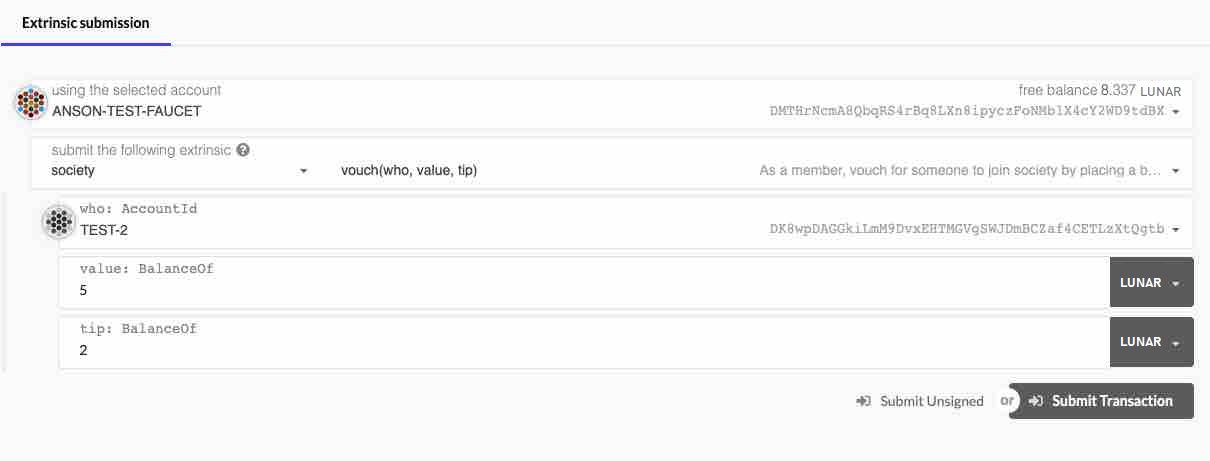 Extrinsic submission
using the selected account
free balance 8.337 LUNAR
ANSON-TEST-FAUCET
DMTHrNcmA8QbqRS4rBq8LXn8ipyczFoNMb1X4cY2WD9tdBX
submit the following extrinsic
society
vouch(who, value, tip)
As a member, vouch for someone to join society by placing a b…
who: AccountId
TEST-2
DK8wpDAGGkiLmM9DvxEHTMGVgSWJDmBCZaf4CETLzXtQgtb
value: BalanceOf
5
LUNAR
tip: BalanceOf
2
LUNAR
Submit Unsigned or Submit Transaction